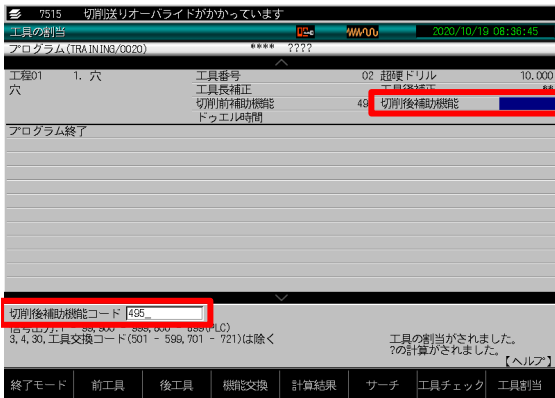 7515 切削送りオーバライドがかかっています
工具の割当 2020/10/19 08:36:45
プログラム(TRAINING/0020) **** ????
工程01 1. 穴 工具番号 02 超硬ドリル 10.000
穴 工具長補正 工具径補正 **
切削前補助機能 49 切削後補助機能
ドゥエル時間
プログラム終了
切削後補助機能コード 495_
3,4,30,工具交換コード(501 - 599,701 - 721)は除く
工具の割当がされました。
?の計算がされました。
【ヘルプ】
終了モード 前工具 後工具 機能交換 計算結果 サーチ 工具チェック 工具割当